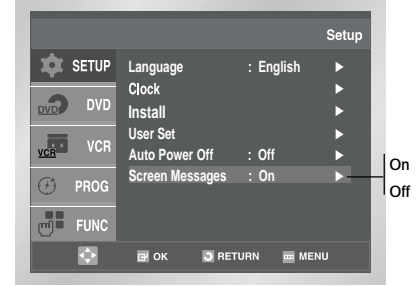 Setup
SETUP
DVD
DVD
VCR
VCR
PROG
FUNC
Language : English
Clock
Install
User Set
Auto Power Off : Off
Screen Messages : On
On
Off
OK RETURN MENU